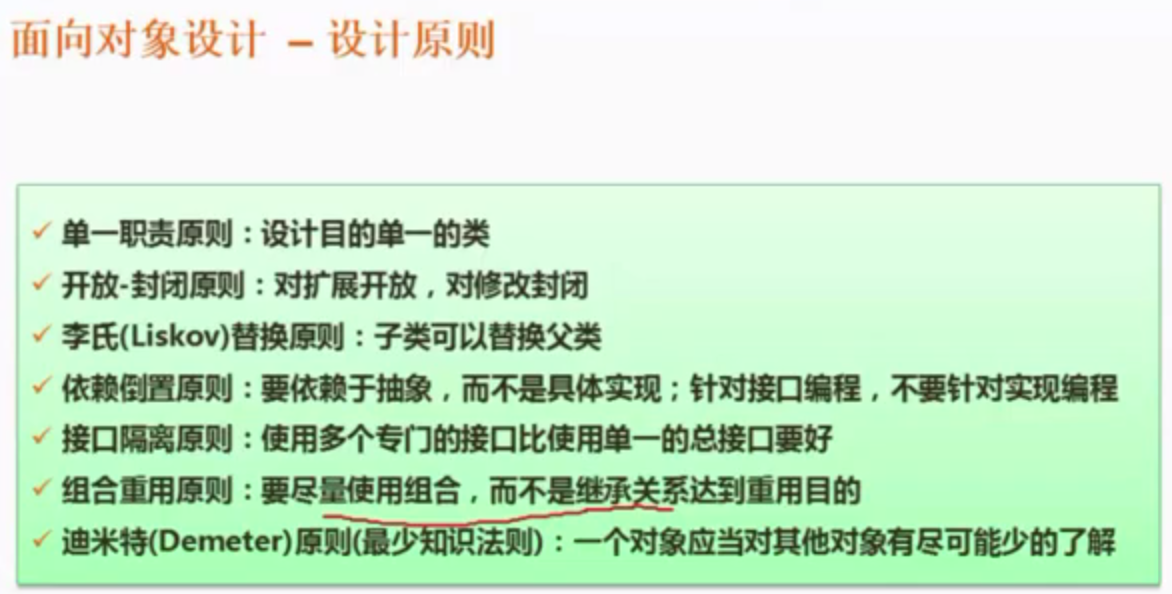 面向对象设计 – 设计原则
✓ 单一职责原则：设计目的单一的类
✓ 开放-封闭原则：对扩展开放，对修改封闭
✓ 李氏(Liskov)替换原则：子类可以替换父类
✓ 依赖倒置原则：要依赖于抽象，而不是具体实现；针对接口编程，不要针对实现编程
✓ 接口隔离原则：使用多个专门的接口比使用单一的总接口要好
✓ 组合重用原则：要尽量使用组合，而不是继承关系达到重用目的
✓ 迪米特(Demeter)原则(最少知识法则)：一个对象应当对其他对象有尽可能少的了解